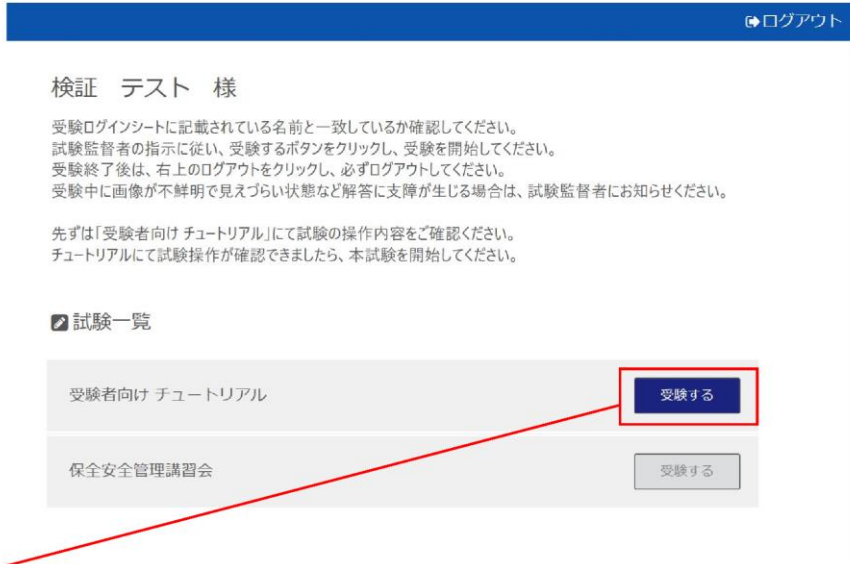 ログアウト
検証 テスト 様
受験ログインシートに記載されている名前と一致しているか確認してください。
試験監督者の指示に従い、受験するボタンをクリックし、受験を開始してください。
受験終了後は、右上のログアウトをクリックし、必ずログアウトしてください。
受験中に画像が不鮮明で見えづらい状態など解答に支障が生じる場合は、試験監督者にお知らせください。
先ずは「受験者向け チュートリアル」にて試験の操作内容をご確認ください。
チュートリアルにて試験操作が確認できましたら、本試験を開始してください。
試験一覧
受験者向け チュートリアル 受験する
保全安全管理講習会 受験する